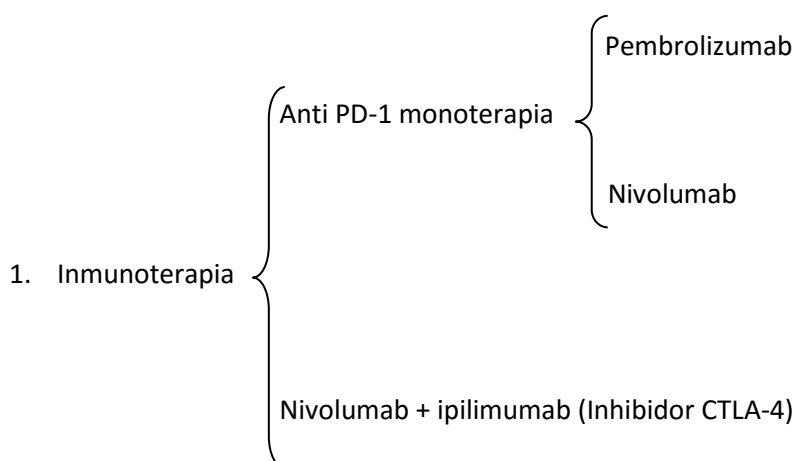 Pembrolizumab
Anti PD-1 monoterapia
Nivolumab
1. Inmunoterapia
Nivolumab + ipilimumab (Inhibidor CTLA-4)